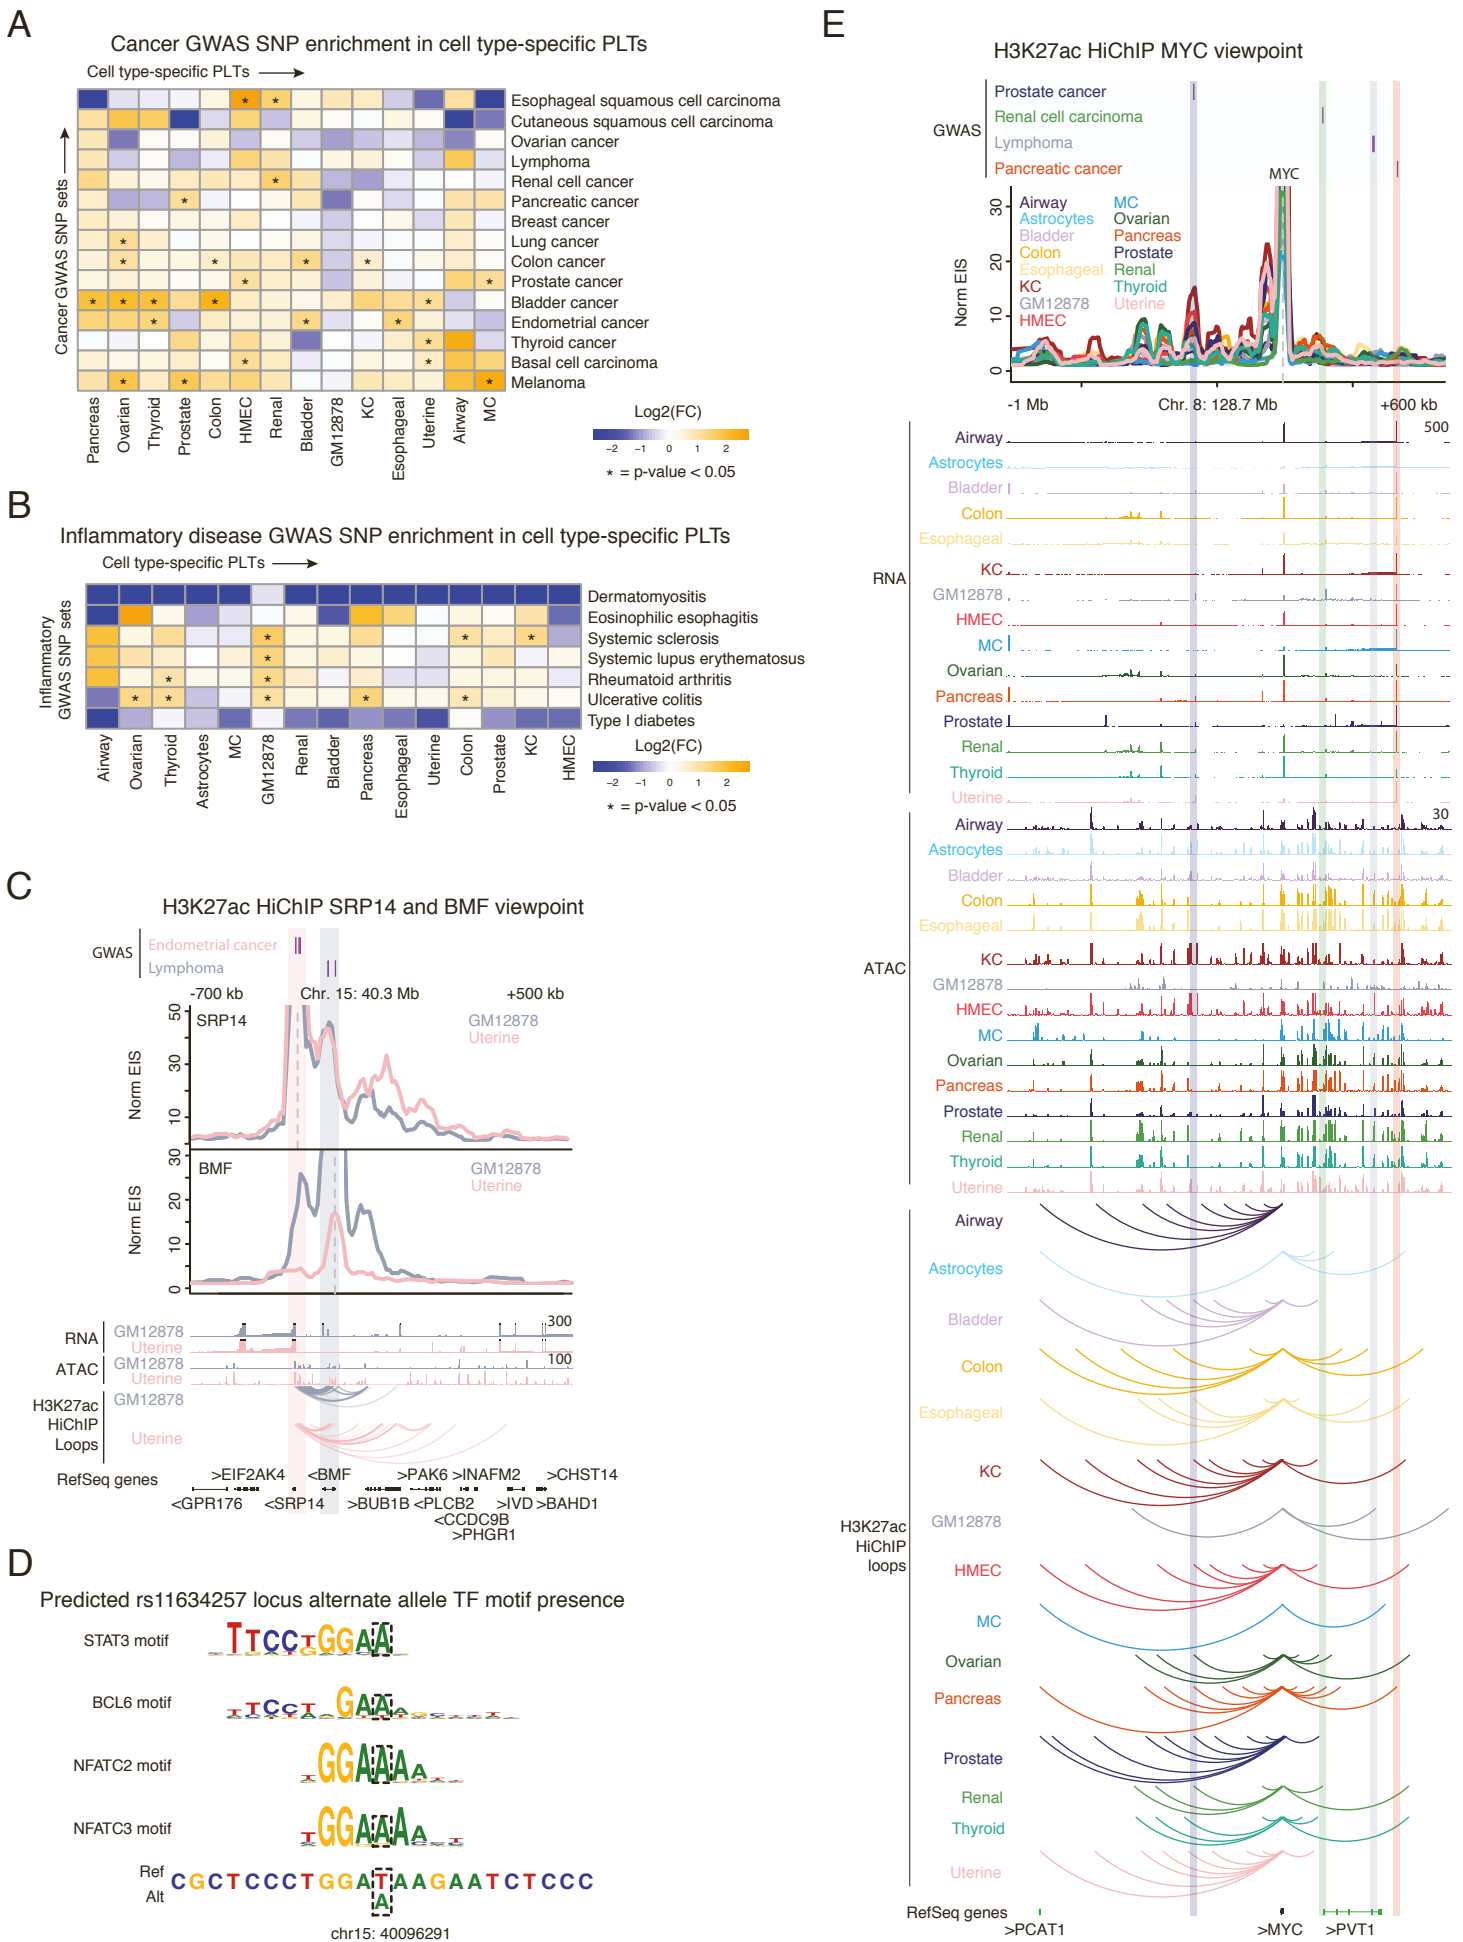 A
Cancer GWAS SNP enrichment in cell type-specific PLTs
Cell type-specific PLTs
Cancer GWAS SNP sets
Esophageal squamous cell carcinoma
Cutaneous squamous cell carcinoma
Ovarian cancer
Lymphoma
Renal cell cancer
Pancreatic cancer
Breast cancer
Lung cancer
Colon cancer
Prostate cancer
Bladder cancer
Endometrial cancer
Thyroid cancer
Basal cell carcinoma
Melanoma
Pancreas
Ovarian
Thyroid
Prostate
Colon
HMEC
Renal
Bladder
GM12878
KC
Esophageal
Uterine
Airway
MC
Log2(FC)
−2 −1 0 1 2
* = p-value < 0.05
B
Inflammatory disease GWAS SNP enrichment in cell type-specific PLTs
Cell type-specific PLTs
Inflammatory
GWAS SNP sets
Dermatomyositis
Eosinophilic esophagitis
Systemic sclerosis
Systemic lupus erythematosus
Rheumatoid arthritis
Ulcerative colitis
Type I diabetes
Airway
Ovarian
Thyroid
Astrocytes
MC
GM12878
Renal
Bladder
Pancreas
Esophageal
Uterine
Colon
Prostate
KC
HMEC
Log2(FC)
−2 −1 0 1 2
* = p-value < 0.05
C
H3K27ac HiChIP SRP14 and BMF viewpoint
GWAS
Endometrial cancer
Lymphoma
-700 kb Chr. 15: 40.3 Mb +500 kb
SRP14
GM12878
Uterine
Norm EIS
50
30
10
BMF
GM12878
Uterine
Norm EIS
30
20
10
0
RNA
GM12878 300
Uterine
ATAC
GM12878 100
Uterine
H3K27ac
HiChIP
Loops
GM12878
Uterine
RefSeq genes
>EIF2AK4 <BMF >PAK6 >INAFM2 >CHST14
<GPR176 <SRP14 >BUB1B <PLCB2 >IVD >BAHD1
<CCDC9B
>PHGR1
D
Predicted rs11634257 locus alternate allele TF motif presence
STAT3 motif
TTCCTGGAA
BCL6 motif
TTCCTGAAA
NFATC2 motif
TGGAAAA
NFATC3 motif
TGGAAAA
Ref CGCTCCCTGGATAAGAATCTCCC
Alt A
chr15: 40096291
E
H3K27ac HiChIP MYC viewpoint
GWAS
Prostate cancer
Renal cell carcinoma
Lymphoma
Pancreatic cancer
MYC
Norm EIS
30
20
10
0
Airway MC
Astrocytes Ovarian
Bladder Pancreas
Colon Prostate
Esophageal Renal
KC Thyroid
GM12878 Uterine
HMEC
-1 Mb Chr. 8: 128.7 Mb +600 kb
RNA
Airway 500
Astrocytes
Bladder
Colon
Esophageal
KC
GM12878
HMEC
MC
Ovarian
Pancreas
Prostate
Renal
Thyroid
Uterine
ATAC
Airway 30
Astrocytes
Bladder
Colon
Esophageal
KC
GM12878
HMEC
MC
Ovarian
Pancreas
Prostate
Renal
Thyroid
Uterine
H3K27ac
HiChIP
loops
Airway
Astrocytes
Bladder
Colon
Esophageal
KC
GM12878
HMEC
MC
Ovarian
Pancreas
Prostate
Renal
Thyroid
Uterine
RefSeq genes
>PCAT1 >MYC >PVT1